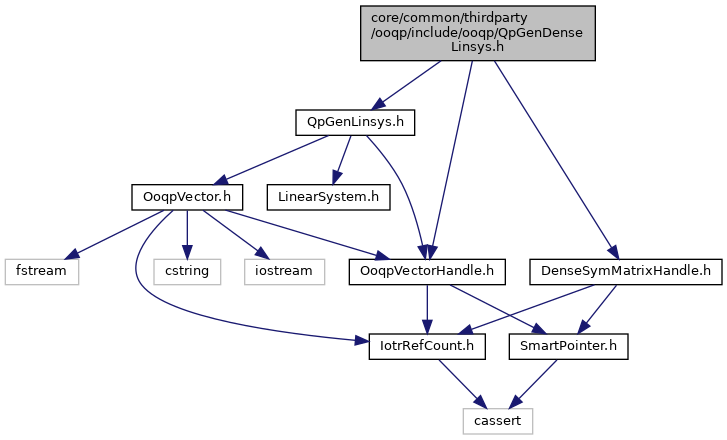 core/common/thirdparty
/ooqp/include/ooqp/QpGenDense
Linsys.h
QpGenLinsys.h
OoqpVector.h
LinearSystem.h
fstream
cstring
iostream
OoqpVectorHandle.h
DenseSymMatrixHandle.h
IotrRefCount.h
SmartPointer.h
cassert